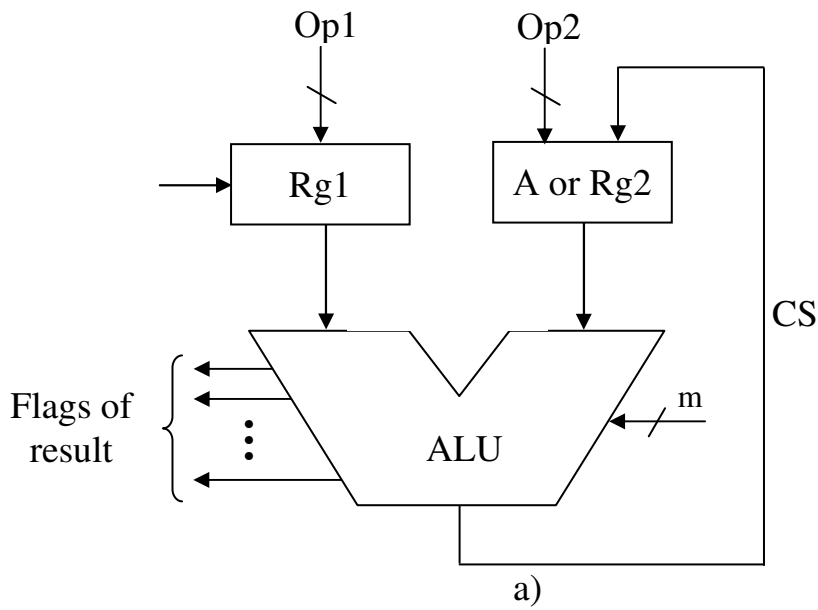 Op1
Op2
Rg1
A or Rg2
CS
Flags of
result
m
ALU
a)